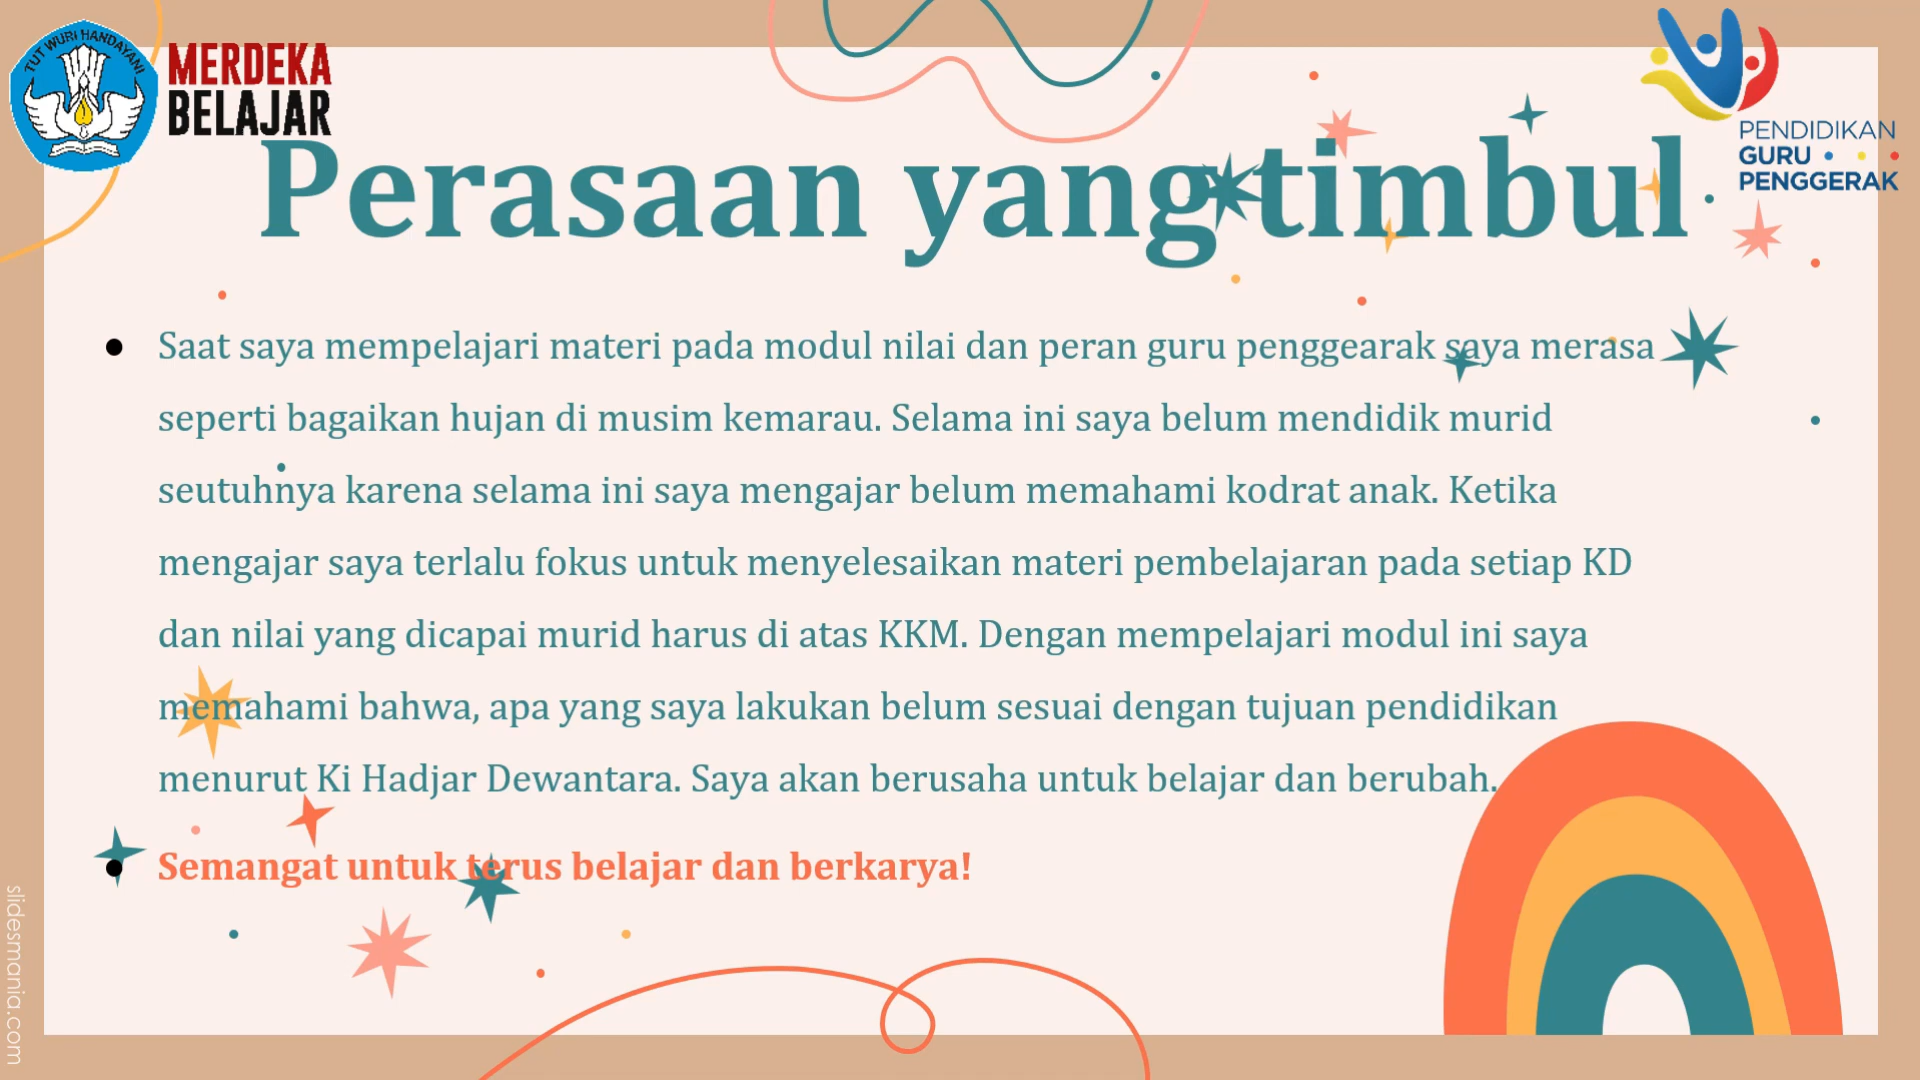 TUT WURI HANDAYANI
MERDEKA
BELAJAR
PENDIDIKAN
GURU
PENGGERAK
Perasaan yang timbul
Saat saya mempelajari materi pada modul nilai dan peran guru penggearak saya merasa
seperti bagaikan hujan di musim kemarau. Selama ini saya belum mendidik murid
seutuhnya karena selama ini saya mengajar belum memahami kodrat anak. Ketika
mengajar saya terlalu fokus untuk menyelesaikan materi pembelajaran pada setiap KD
dan nilai yang dicapai murid harus di atas KKM. Dengan mempelajari modul ini saya
memahami bahwa, apa yang saya lakukan belum sesuai dengan tujuan pendidikan
menurut Ki Hadjar Dewantara. Saya akan berusaha untuk belajar dan berubah.
Semangat untuk terus belajar dan berkarya!
slidesmania.com